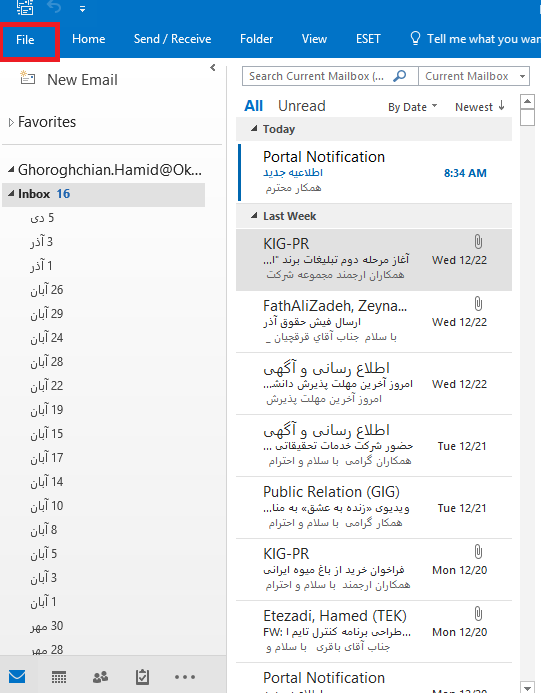 File Home Send / Receive Folder View ESET Tell me what you wan
New Email
Favorites
Ghoroghchian.Hamid@Ok...
Inbox 16
5 دی
3 آذر
1 آذر
26 آبان
29 آبان
24 آبان
28 آبان
22 آبان
19 آبان
15 آبان
17 آبان
14 آبان
10 آبان
8 آبان
5 آبان
3 آبان
1 آبان
30 مهر
28 مهر
Search Current Mailbox (... Current Mailbox
All Unread By Date Newest
Today
Portal Notification
اطلاعیه جدید 8:34 AM
همکار محترم
Last Week
KIG-PR
آغاز مرحله دوم تبلیغات برند "ا... Wed 12/22
همکاران ارجمند مجموعه شرکت
FathAliZadeh, Zeyna...
ارسال فیش حقوق آذر Wed 12/22
با سلام جناب آقاي قرقچیان _
اطلاع رسانی و آگهی
امروز آخرین مهلت پذیرش دانش... Wed 12/22
امروز آخرین مهلت پذیرش
اطلاع رسانی و آگهی
حضور شرکت خدمات تحقیقاتی ... Tue 12/21
همکاران گرامی با سلام و احترام
Public Relation (GIG)
ویدیوی «زنده به عشق» به منا... Tue 12/21
همکار گرامی با سلام و احترام
KIG-PR
فراخوان خرید از باغ میوه ایرانی Mon 12/20
همکاران ارجمند با سلام و احترام
Etezadi, Hamed (TEK)
FW: طراحی برنامه کنترل تایم ا... Mon 12/20
جناب آقای باقری سلام و
Portal Notification
اطلاعیه جدید